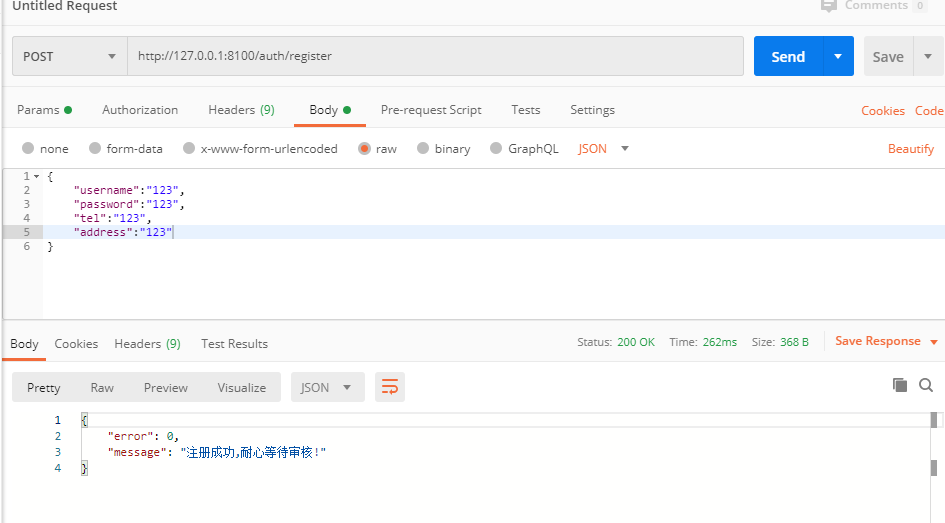 Untitled Request
Comments 0
POST http://127.0.0.1:8100/auth/register Send Save
Params Authorization Headers (9) Body Pre-request Script Tests Settings Cookies Code
none form-data x-www-form-urlencoded raw binary GraphQL JSON Beautify
1 {
2 "username":"123",
3 "password":"123",
4 "tel":"123",
5 "address":"123"
6 }
Body Cookies Headers (9) Test Results Status: 200 OK Time: 262ms Size: 368 B Save Response
Pretty Raw Preview Visualize JSON
1 {
2 "error": 0,
3 "message": "注册成功,耐心等待审核!"
4 }